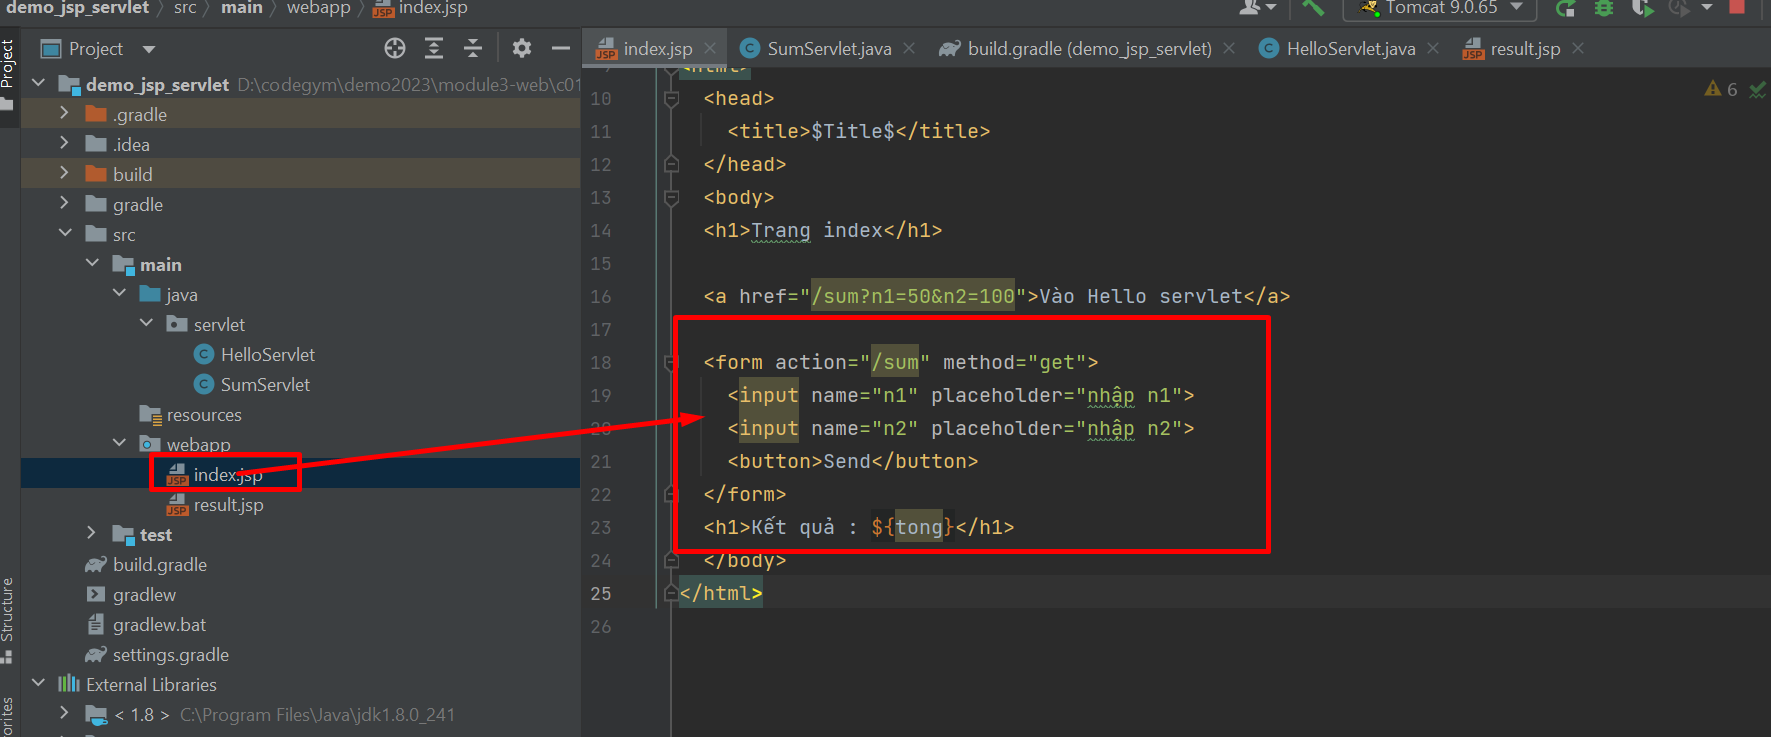 demo_jsp_servlet > src > main > webapp > index.jsp
Tomcat 9.0.65
Project
index.jsp
SumServlet.java
build.gradle (demo_jsp_servlet)
HelloServlet.java
result.jsp
Project
demo_jsp_servlet D:\codegym\demo2023\module3-web\c01
.gradle
.idea
build
gradle
src
main
java
servlet
HelloServlet
SumServlet
resources
webapp
index.jsp
result.jsp
test
build.gradle
gradlew
gradlew.bat
settings.gradle
External Libraries
< 1.8 > C:\Program Files\Java\jdk1.8.0_241
Structure
6
9 <html>
10 <head>
11 <title>$Title$</title>
12 </head>
13 <body>
14 <h1>Trang index</h1>
15
16 <a href="/sum?n1=50&n2=100">Vào Hello servlet</a>
17
18 <form action="/sum" method="get">
19 <input name="n1" placeholder="nhập n1">
20 <input name="n2" placeholder="nhập n2">
21 <button>Send</button>
22 </form>
23 <h1>Kết quả : ${tong}</h1>
24 </body>
25 </html>
26